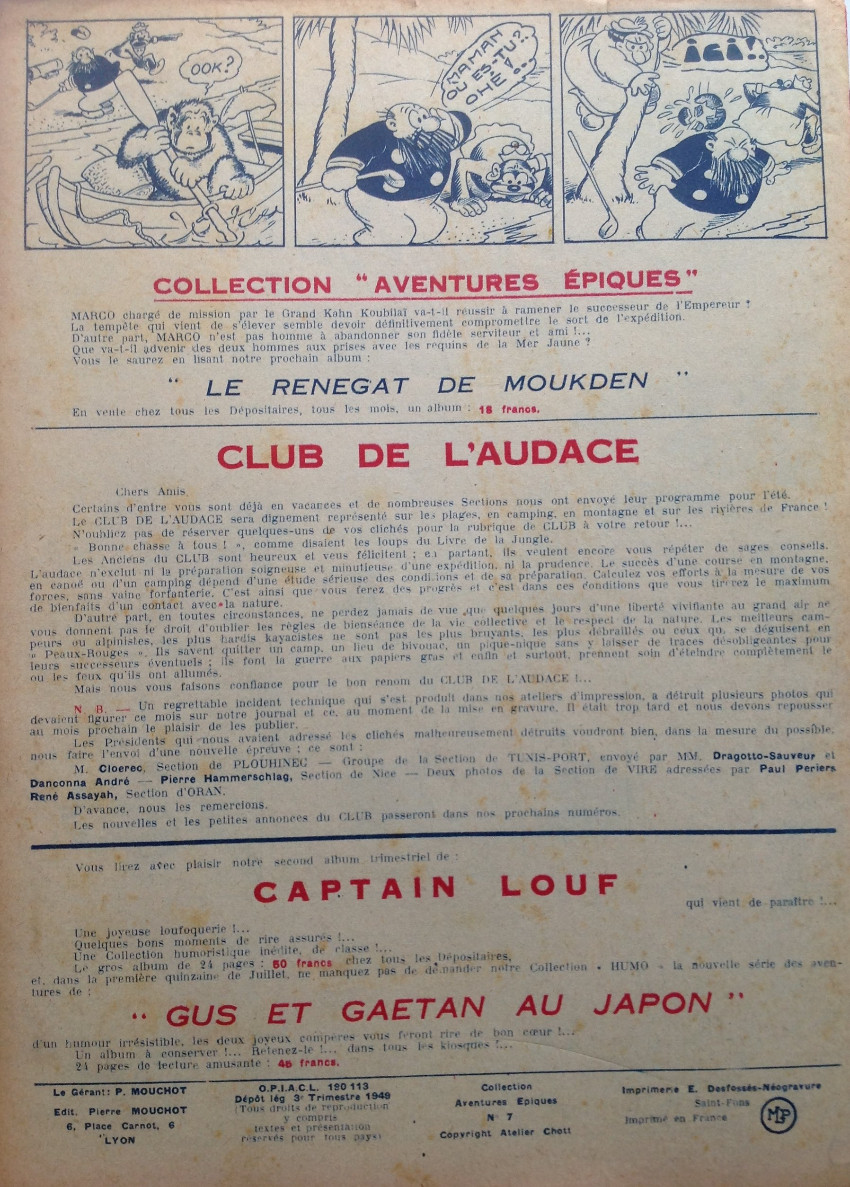 OOK?
MAMAN
OU ES-TU?
OHÉ!..
IÇI!!
COLLECTION "AVENTURES ÉPIQUES"
MARCO chargé de mission par le Grand Kahn Koubilaï va-t-il réussir à ramener le successeur de l'Empereur ?
La tempête qui vient de s'élever semble devoir définitivement compromettre le sort de l'expédition.
D'autre part, MARCO n'est pas homme à abandonner son fidèle serviteur et ami !...
Que va-t-il advenir des deux hommes aux prises avec les requins de la Mer Jaune ?
Vous le saurez en lisant notre prochain album :
" LE RENEGAT DE MOUKDEN "
En vente chez tous les Dépositaires, tous les mois, un album : 18 francs.
CLUB DE L'AUDACE
Chers Amis,
Certains d'entre vous sont déjà en vacances et de nombreuses Sections nous ont envoyé leur programme pour l'été.
Le CLUB DE L'AUDACE sera dignement représenté sur les plages, en camping, en montagne et sur les rivières de France !
N'oubliez pas de réserver quelques-uns de vos clichés pour la rubrique de CLUB à votre retour !...
« Bonne chasse à tous ! », comme disaient les loups du Livre de la Jungle.
Les Anciens du CLUB sont heureux et vous félicitent ; en partant, ils veulent encore vous répéter de sages conseils.
L'audace n'exclut ni la préparation soigneuse et minutieuse d'une expédition, ni la prudence. Le succès d'une course en montagne,
en canoé ou d'un camping dépend d'une étude sérieuse des conditions et de sa préparation. Calculez vos efforts à la mesure de vos
forces, sans vaine forfanterie. C'est ainsi que vous ferez des progrès et c'est dans ces conditions que vous tirerez le maximum
de bienfaits d'un contact avec la nature.
D'autre part, en toutes circonstances, ne perdez jamais de vue que quelques jours d'une liberté vivifiante au grand air ne
vous donnent pas le droit d'oublier les règles de bienséance de la vie collective et le respect de la nature. Les meilleurs cam-
peurs ou alpinistes, les plus hardis kayacistes ne sont pas les plus bruyants, les plus débraillés ou ceux qui se déguisent en
« Peaux-Rouges ». Ils savent quitter un camp, un lieu de bivouac, un pique-nique sans y laisser de traces désobligeantes pour
leurs successeurs éventuels ; ils font la guerre aux papiers gras et enfin et surtout, prennent soin d'éteindre complètement le
ou les feux qu'ils ont allumés.
Mais nous vous faisons confiance pour le bon renom du CLUB DE L'AUDACE !...
N. B. — Un regrettable incident technique qui s'est produit dans nos ateliers d'impression, a détruit plusieurs photos qui
devaient figurer ce mois sur notre journal et ce, au moment de la mise en gravure. Il était trop tard et nous devons repousser
au mois prochain le plaisir de les publier.
Les Présidents qui nous avaient adressé les clichés malheureusement détruits voudront bien, dans la mesure du possible,
nous faire l'envoi d'une nouvelle épreuve ; ce sont :
M. Cloerec, Section de PLOUHINEC — Groupe de la Section de TUNIS-PORT, envoyé par MM. Dragotto-Sauveur et
Danconna André — Pierre Hammerschlag, Section de Nice — Deux photos de la Section de VIRE adressées par Paul Periers
René Assayah, Section d'ORAN.
D'avance, nous les remercions.
Les nouvelles et les petites annonces du CLUB passeront dans nos prochains numéros.
Vous lirez avec plaisir notre second album trimestriel de :
CAPTAIN LOUF
qui vient de paraître !...
Une joyeuse loufoquerie !...
Quelques bons moments de rire assurés !...
Une Collection humoristique inédite, de classe !...
Le gros album de 24 pages : 50 francs chez tous les Dépositaires,
et, dans la première quinzaine de Juillet, ne manquez pas de demander notre Collection « HUMO » la nouvelle série des aven-
tures de :
" GUS ET GAETAN AU JAPON "
d'un humour irrésistible, les deux joyeux compères vous feront rire de bon cœur !...
Un album à conserver !... Retenez-le !... dans tous les kiosques !...
24 pages de lecture amusante : 45 francs.
Le Gérant: P. MOUCHOT
Edit. Pierre MOUCHOT
6, Place Carnot, 6
LYON
O.P.I.A.C.L. 190 113
Dépôt lég 3e Trimestre 1949
(Tous droits de reproduction
y compris
textes et présentation
réservés pour tous pays)
Collection
Aventures Epiques
N° 7
Copyright Atelier Chott
Imprimerie E. Desfossés-Néogravure
Saint-Fons
Imprimé en France
MLP